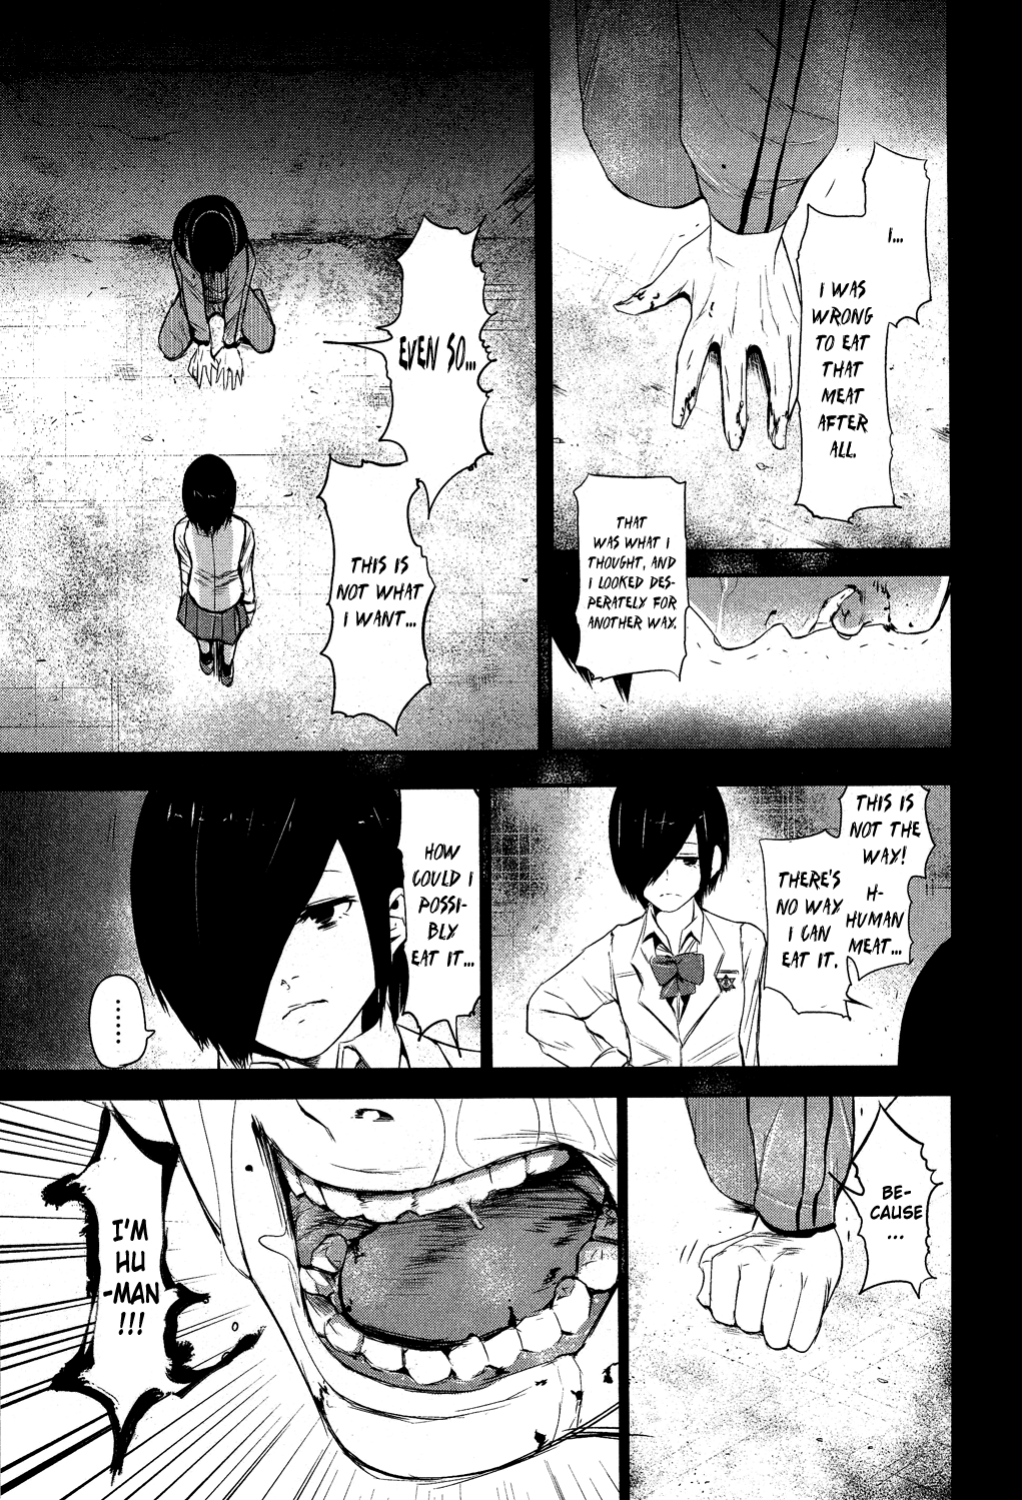 I...
I WAS
WRONG
TO EAT
THAT
MEAT
AFTER
ALL.
THAT
WAS WHAT I
THOUGHT, AND
I LOOKED DES-
PERATELY FOR
ANOTHER WAY.
EVEN SO...
THIS IS
NOT WHAT
I WANT...
THIS IS
NOT THE
WAY!
H-
HUMAN
MEAT...
THERE'S
NO WAY
I CAN
EAT IT.
HOW
COULD I
POSSI-
BLY
EAT IT...
......
BE-
CAUSE
...
I'M
HU
-MAN
!!!